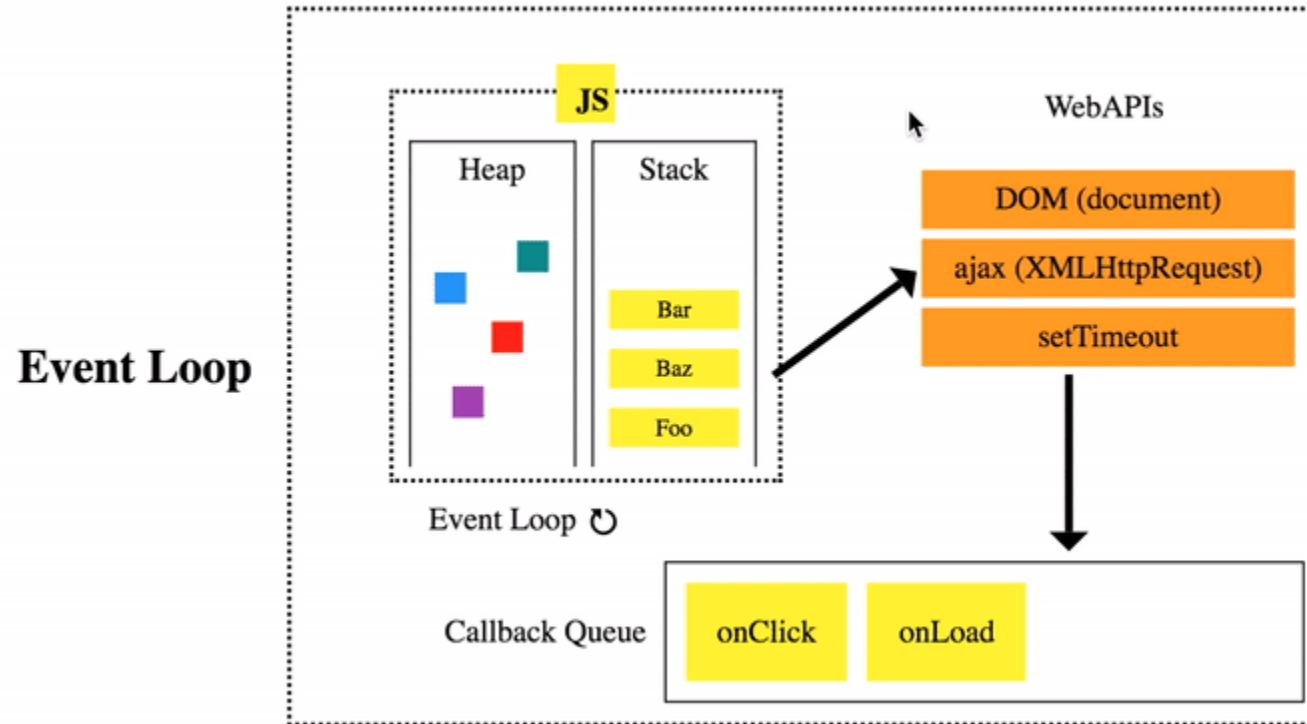 Event Loop
JS
Heap
Stack
Bar
Baz
Foo
WebAPIs
DOM (document)
ajax (XMLHttpRequest)
setTimeout
Event Loop ↻
Callback Queue
onClick
onLoad